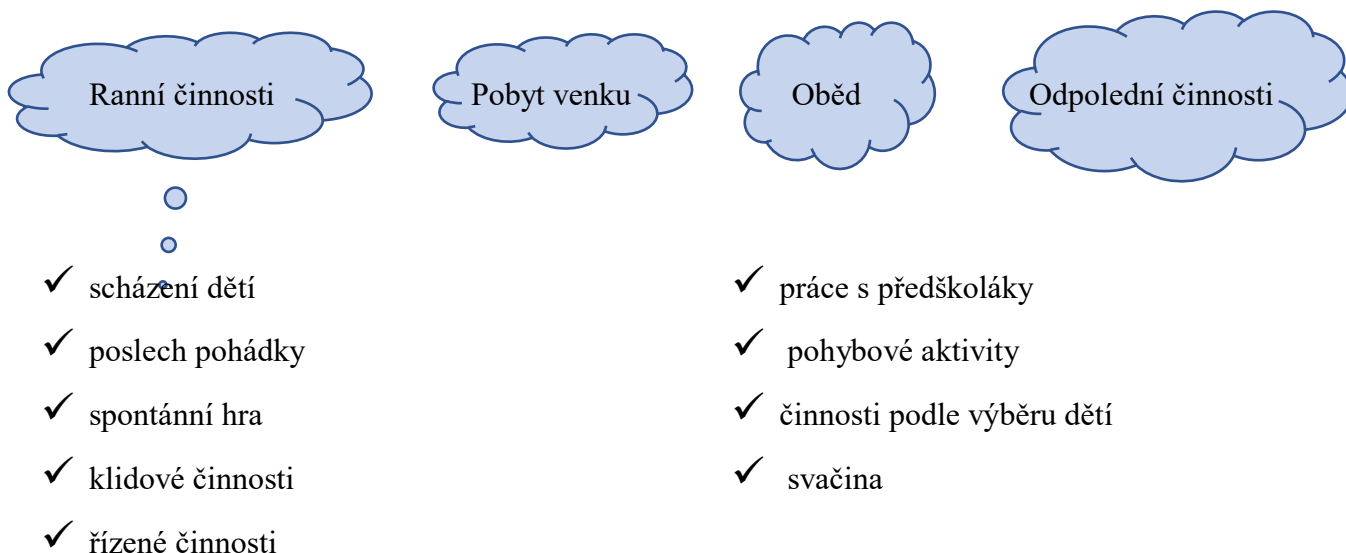 Ranní činnosti
Pobyt venku
Oběd
Odpolední činnosti
✓ scházení dětí
✓ poslech pohádky
✓ spontánní hra
✓ klidové činnosti
✓ řízené činnosti
✓ práce s předškoláky
✓ pohybové aktivity
✓ činnosti podle výběru dětí
✓ svačina